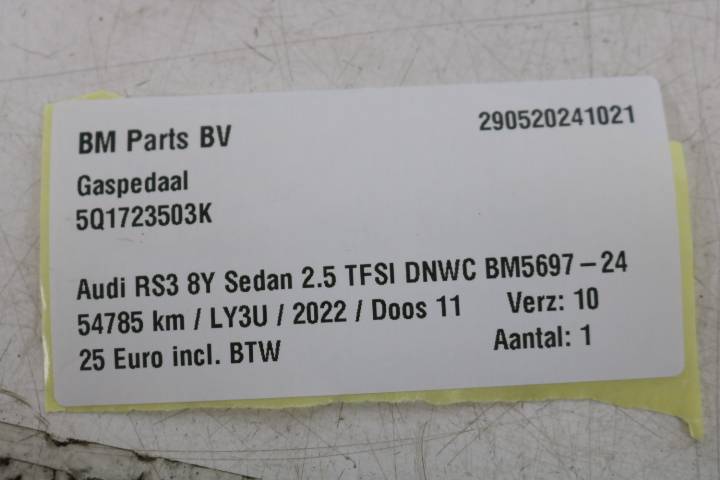 BM Parts BV 290520241021
Gaspedaal
5Q1723503K
Audi RS3 8Y Sedan 2.5 TFSI DNWC BM5697-24
54785 km / LY3U / 2022 / Doos 11 Verz: 10
25 Euro incl. BTW Aantal: 1